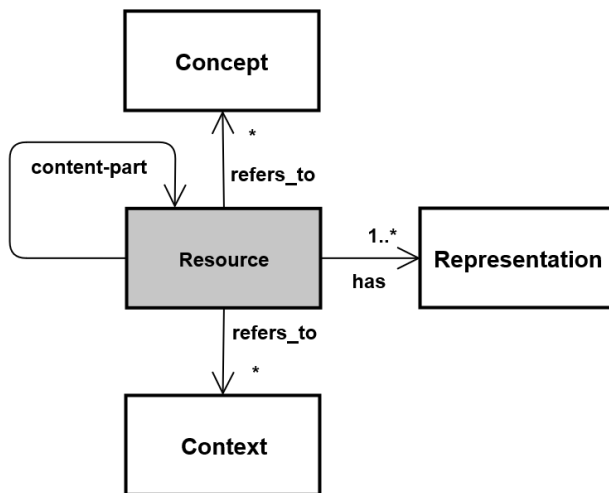 Concept
*
content-part
refers_to
1..*
Resource
Representation
has
refers_to
*
Context